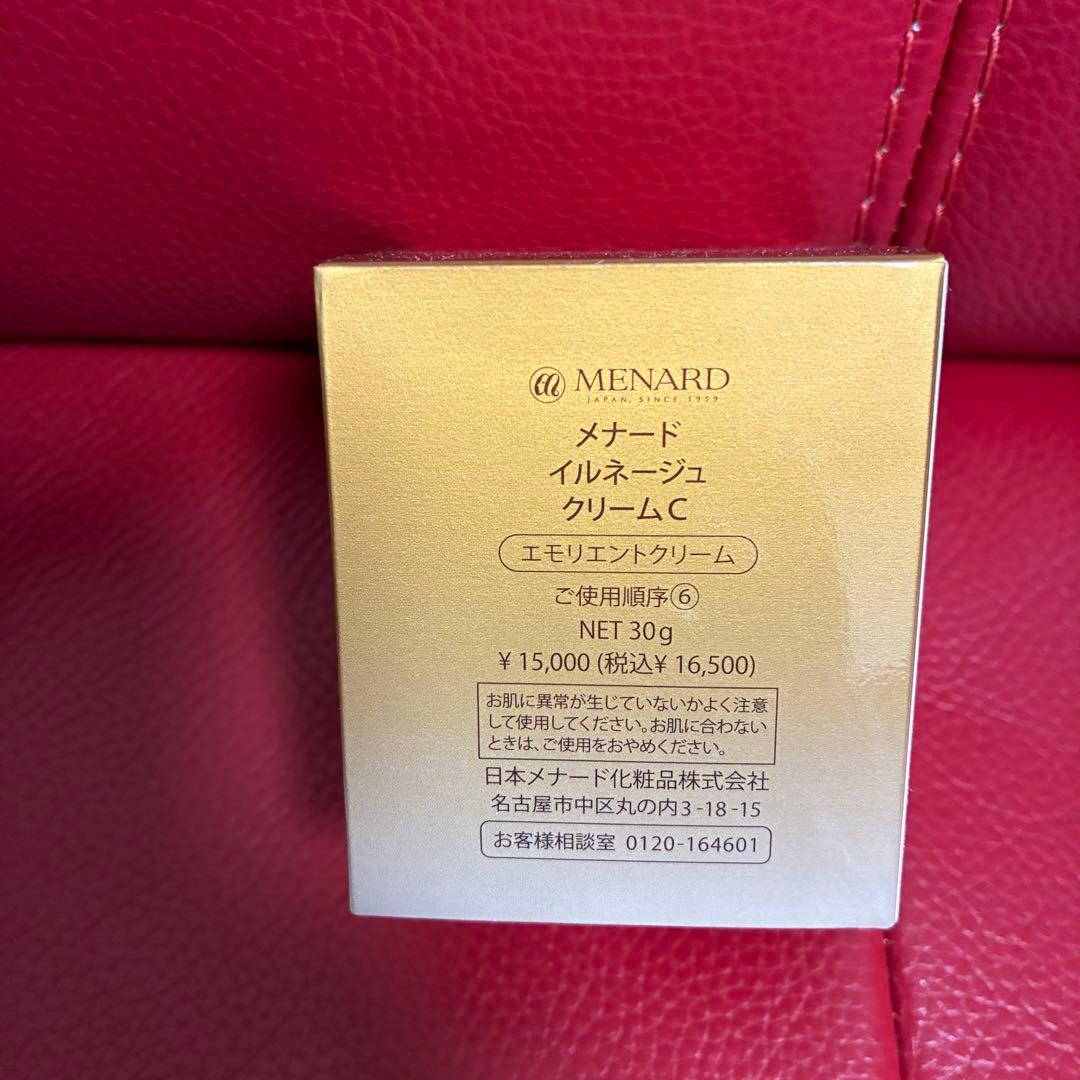 MENARD
JAPAN, SINCE 1959
メナード
イルネージュ
クリームC
エモリエントクリーム
ご使用順序⑥
NET 30g
¥15,000 (税込¥16,500)
お肌に異常が生じていないかよく注意
して使用してください。お肌に合わない
ときは、ご使用をおやめください。
日本メナード化粧品株式会社
名古屋市中区丸の内3-18-15
お客様相談室 0120-164601